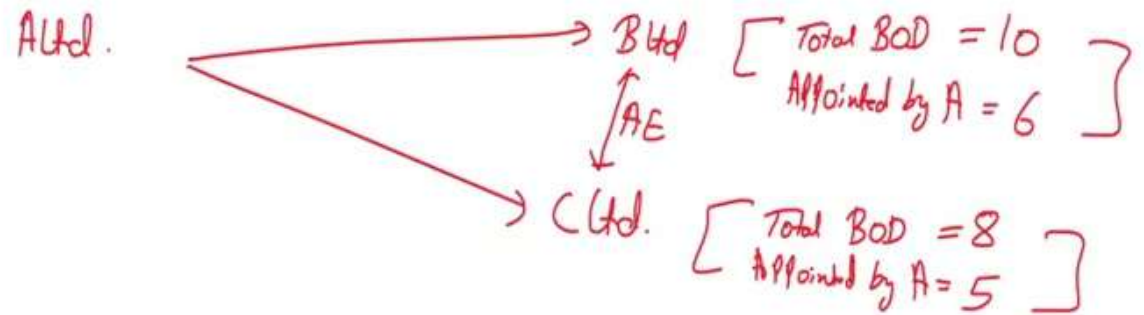 A Ltd.
B Ltd
[ Total BOD = 10
Appointed by A = 6 ]
AE
C Ltd.
[ Total BOD = 8
Appointed by A = 5 ]